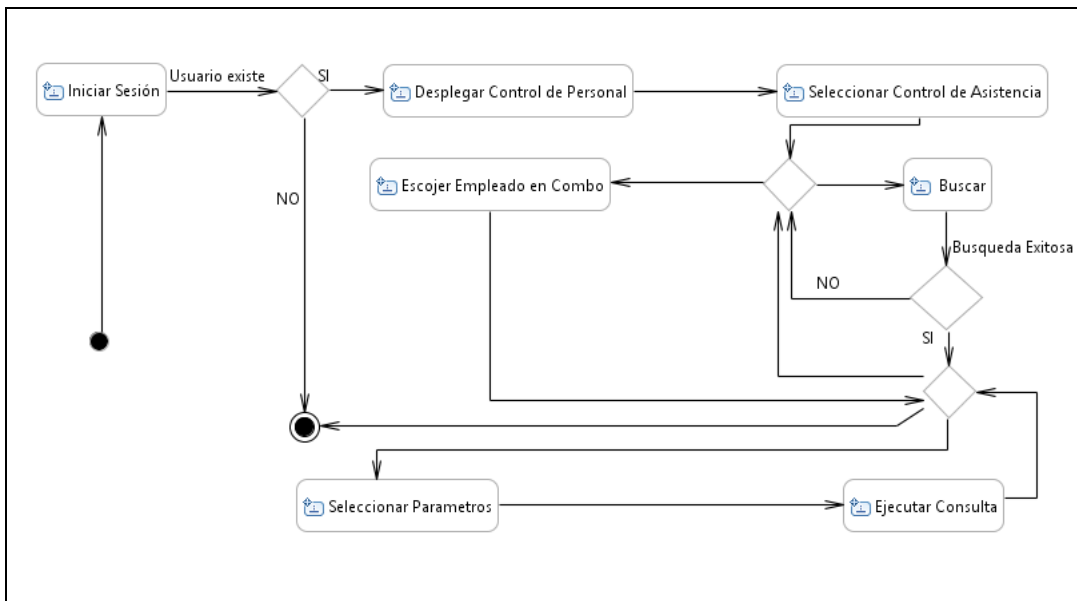 Iniciar Sesión
Usuario existe
SI
Desplegar Control de Personal
Seleccionar Control de Asistencia
NO
Escojer Empleado en Combo
Buscar
Busqueda Exitosa
NO
SI
Seleccionar Parametros
Ejecutar Consulta